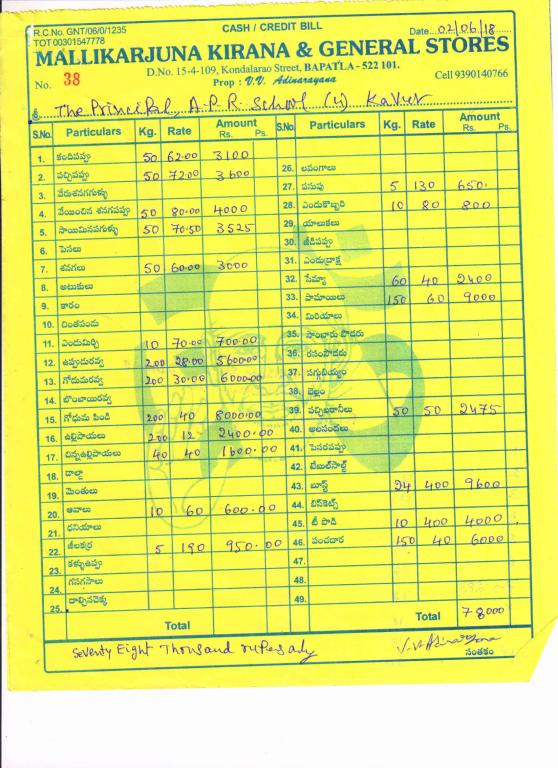 R.C.No. GNT/06/0/1235
TOT 00301547778
CASH / CREDIT BILL
Date 02/06/18
MALLIKARJUNA KIRANA & GENERAL STORES
D.No. 15-4-109, Kondalarao Street, BAPATLA - 522 101.
No. 38
Prop : V.V. Adinarayana
Cell 9390140766
శ్రీ The Principal, A.P.R. School (4) Kavur
S.No. Particulars Kg. Rate Amount Rs. Ps.
1. కందిపప్పు 50 62.00 3100
2. పచ్చిపప్పు 50 72.00 3600
3. వేరుశనగగుళ్ళు
4. వేయించిన శనగపప్పు 50 80.00 4000
5. సాయిమినపగుళ్ళు 50 70.50 3525
6. పెసలు
7. శనగలు 50 60.00 3000
8. అటుకులు
9. కారం
10. చింతపండు
11. ఎండుమిర్చి 10 70.00 700.00
12. ఉప్మారవ్వ 200 28.00 5600.00
13. గోదుమరవ్వ 200 30.00 6000.00
14. బొంబాయిరవ్వ
15. గోధుమ పిండి 200 40 8000.00
16. ఉల్లిపాయలు 200 12 2400.00
17. చిన్నఉల్లిపాయలు 40 40 1600.00
18. డాల్డా
19. మెంతులు
20. ఆవాలు 10 60 600.00
21. ధనియాలు
22. జీలకర్ర 5 190 950.00
23. కళ్ళుఉప్పు
24. గసగసాలు
25. దాల్చినచెక్క
Total
S.No. Particulars Kg. Rate Amount Rs. Ps.
26. లవంగాలు
27. పసుపు 5 130 650.
28. ఎండుకొబ్బరి 10 80 800
29. యాలుకలు
30. జీడిపప్పు
31. ఎండుద్రాక్ష
32. సేమ్యా 60 40 2400
33. పామాయిలు 150 60 9000
34. మిరియాలు
35. సాంబారు పొడరు
36. రసంపౌడరు
37. సగ్గుబియ్యం
38. బెల్లం
39. పచ్చిబఠానీలు 50 50 2475
40. అలసందలు
41. పెసరపప్పు
42. టేబుల్‌సాల్ట్
43. బూస్ట్ 24 400 9600
44. బిస్‌కెట్స్
45. టీ పొడి 10 400 4000
46. పంచదార 150 40 6000
47.
48.
49.
Total 78000
Seventy Eight Thousand rupes only
V.V Adinarayana
సంతకం